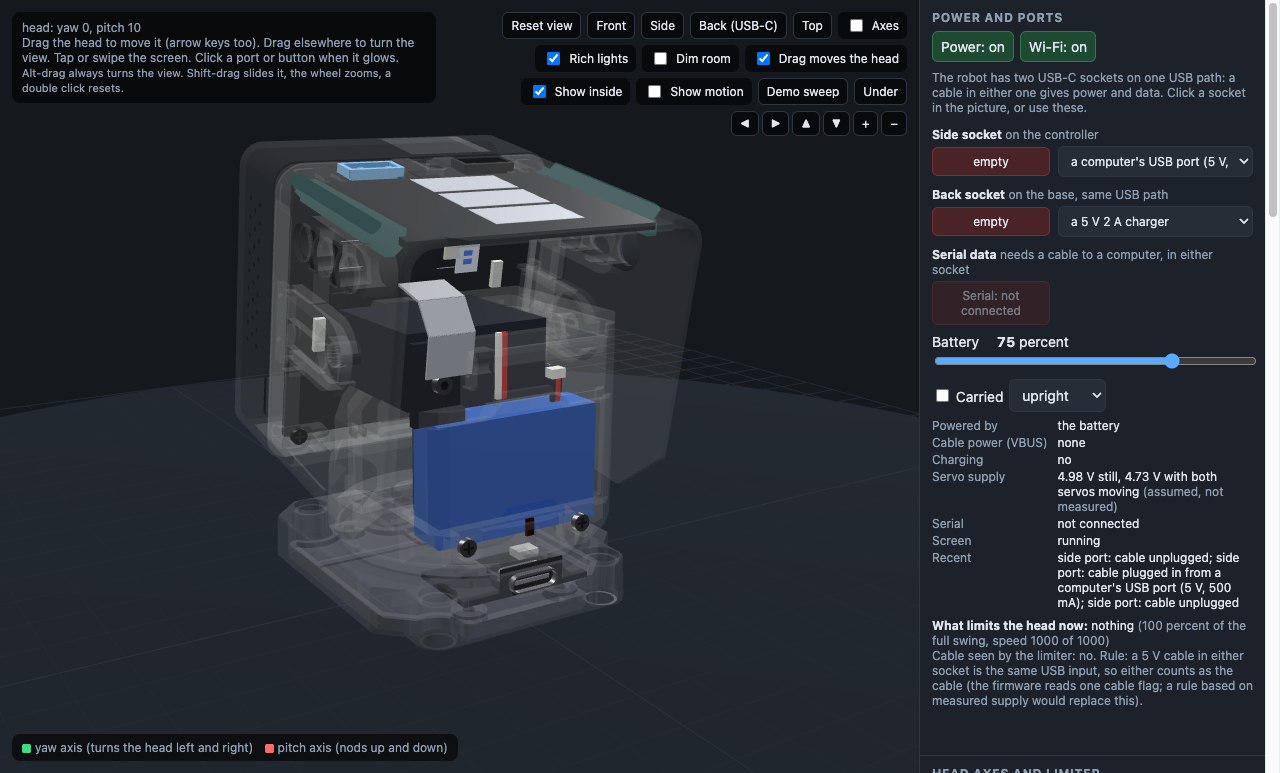 head: yaw 0, pitch 10
Drag the head to move it (arrow keys too). Drag elsewhere to turn the
view. Tap or swipe the screen. Click a port or button when it glows.
Alt-drag always turns the view. Shift-drag slides it, the wheel zooms, a
double click resets.
Reset view
Front
Side
Back (USB-C)
Top
Axes
Rich lights
Dim room
Drag moves the head
Show inside
Show motion
Demo sweep
Under
◀
▶
▲
▼
+
−
yaw axis (turns the head left and right)
pitch axis (nods up and down)
POWER AND PORTS
Power: on
Wi-Fi: on
The robot has two USB-C sockets on one USB path: a
cable in either one gives power and data. Click a socket
in the picture, or use these.
Side socket on the controller
empty
a computer's USB port (5 V,
Back socket on the base, same USB path
empty
a 5 V 2 A charger
Serial data needs a cable to a computer, in either
socket
Serial: not
connected
Battery 75 percent
Carried
upright
Powered by the battery
Cable power (VBUS) none
Charging no
Servo supply 4.98 V still, 4.73 V with both
servos moving (assumed, not
measured)
Serial not connected
Screen running
Recent side port: cable unplugged; side
port: cable plugged in from a
computer's USB port (5 V, 500
mA); side port: cable unplugged
What limits the head now: nothing (100 percent of the
full swing, speed 1000 of 1000)
Cable seen by the limiter: no. Rule: a 5 V cable in either
socket is the same USB input, so either counts as the
cable (the firmware reads one cable flag; a rule based on
measured supply would replace this).
HEAD AXES AND LIMITER